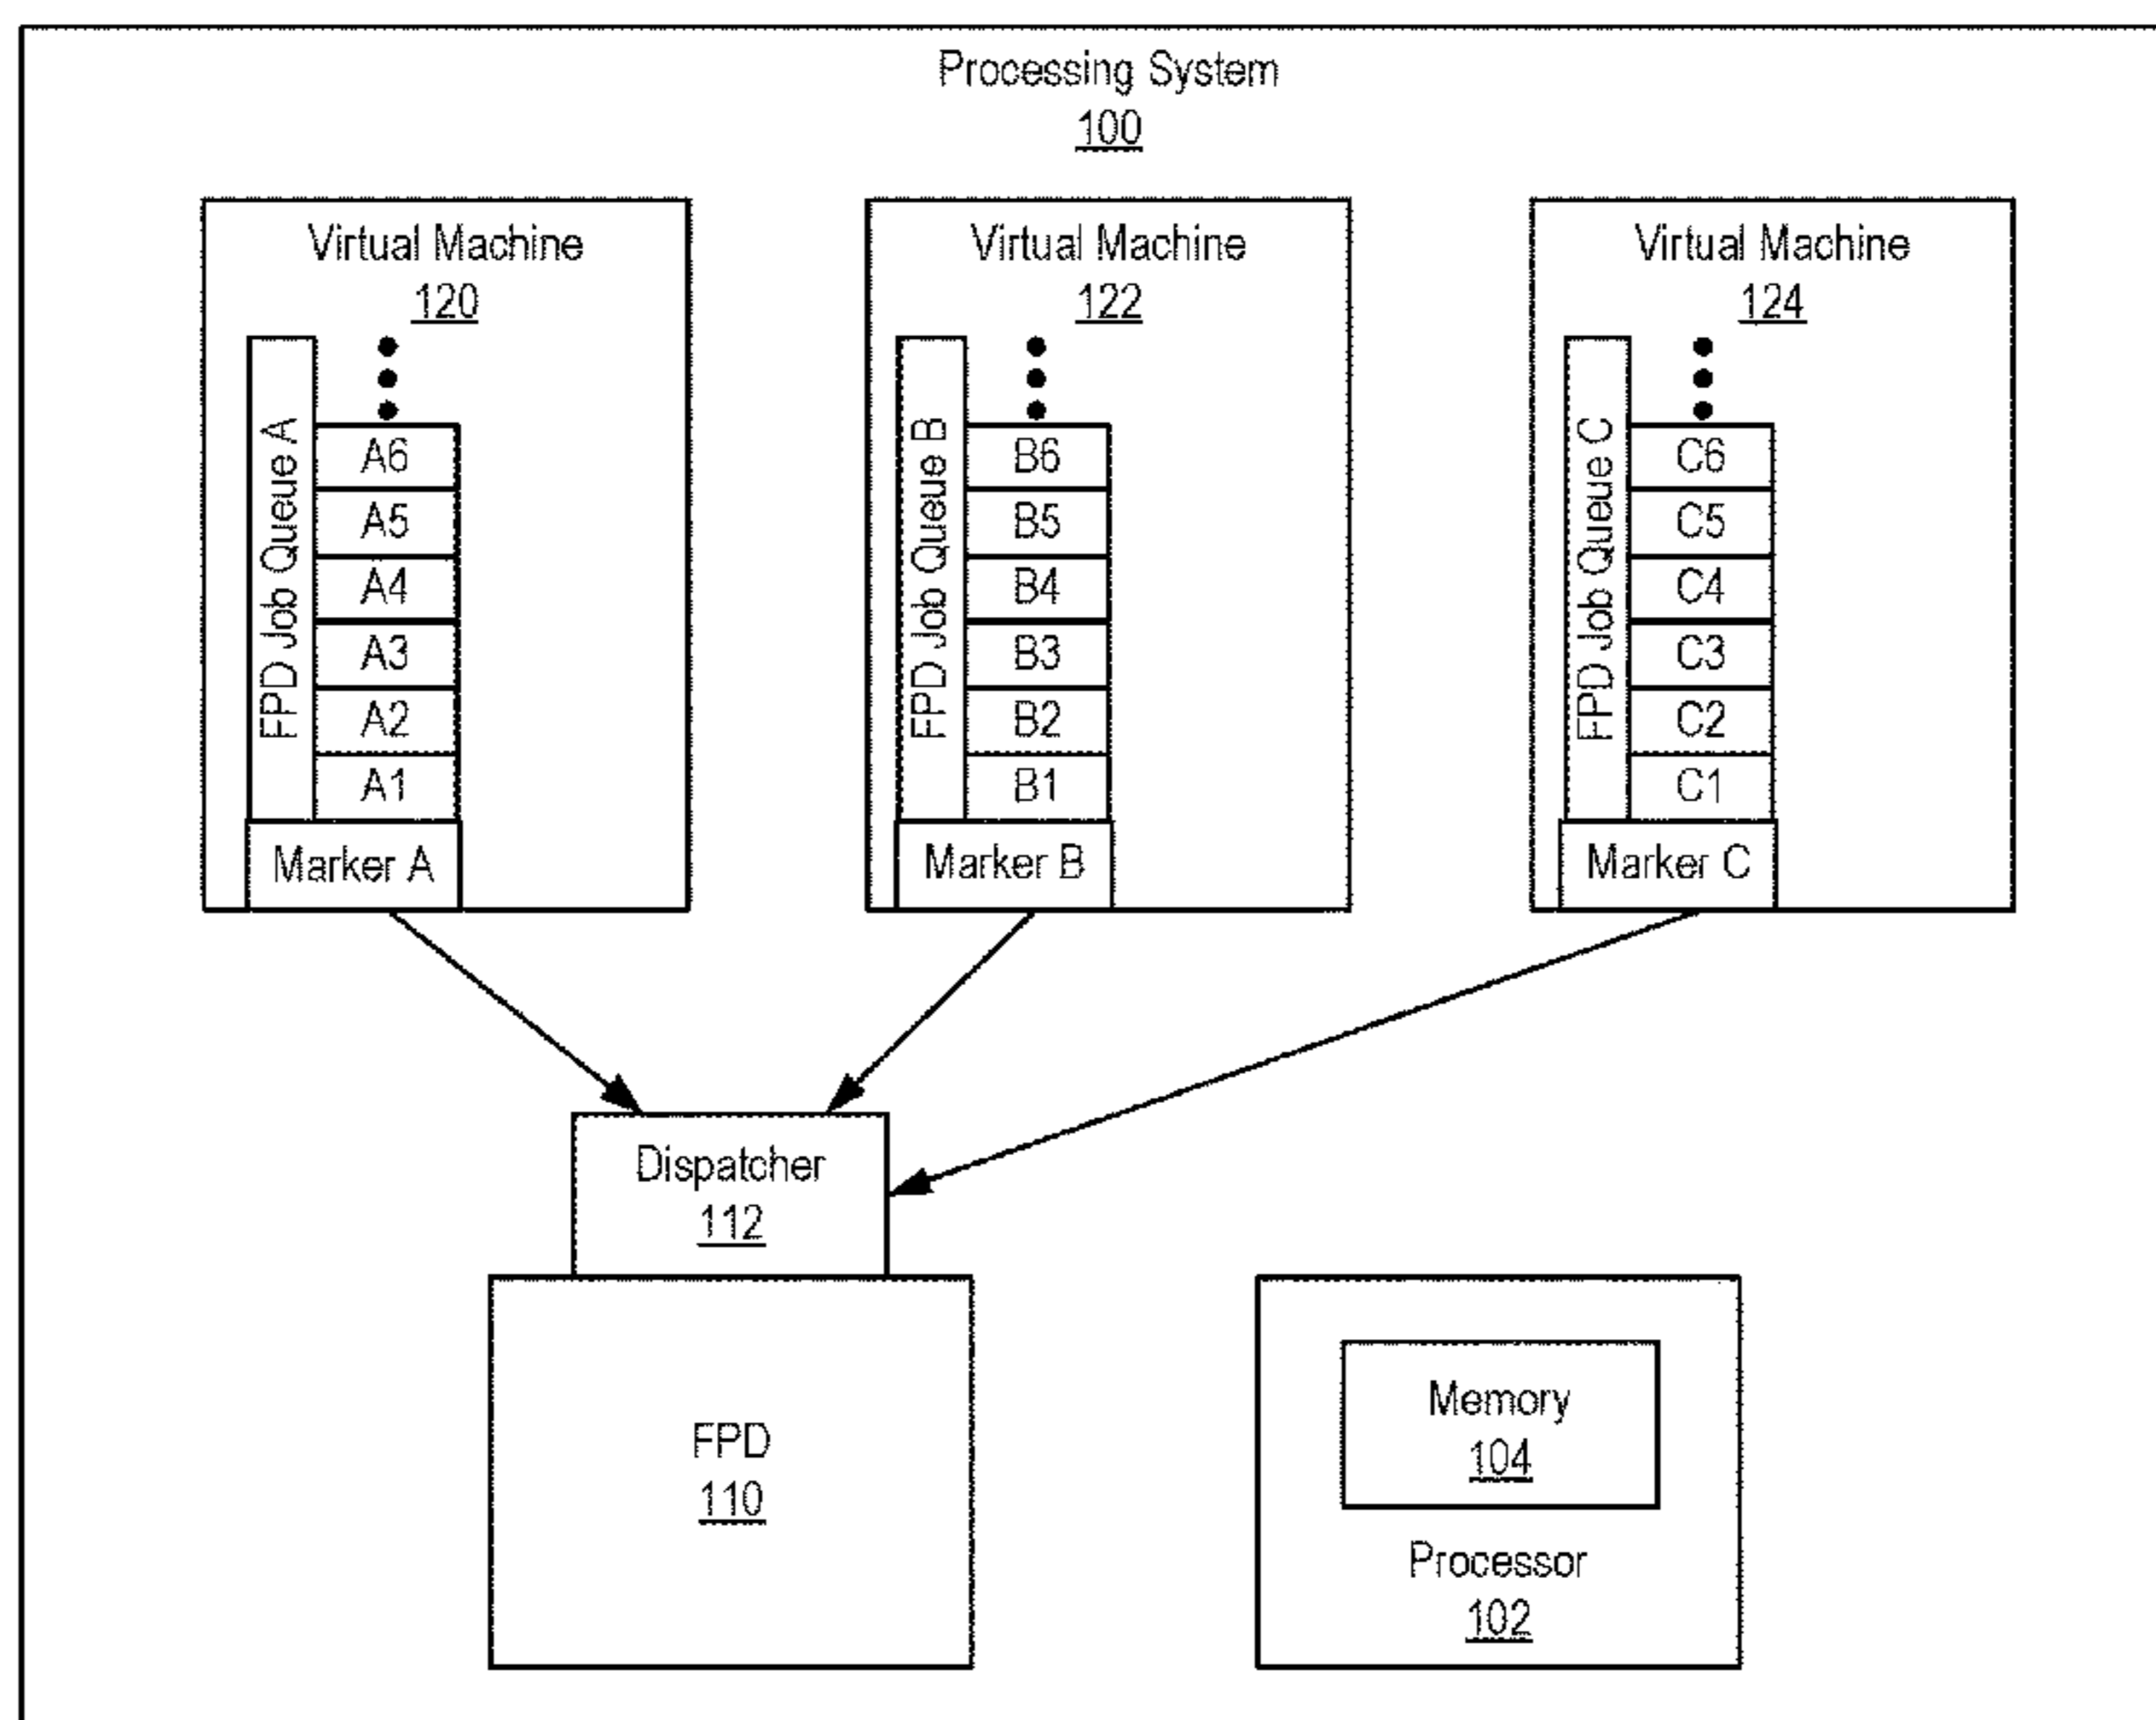 Processing System
100
Virtual Machine
120
FPD Job Queue A
A6
A5
A4
A3
A2
A1
Marker A
Virtual Machine
122
FPD Job Queue B
B6
B5
B4
B3
B2
B1
Marker B
Virtual Machine
124
FPD Job Queue C
C6
C5
C4
C3
C2
C1
Marker C
Dispatcher
112
FPD
110
Memory
104
Processor
102